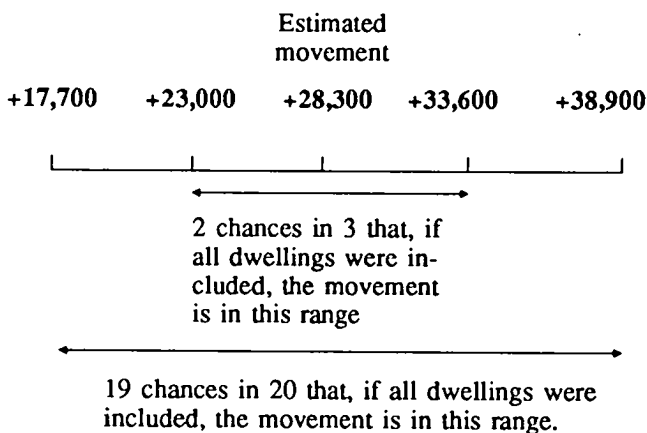 Estimated
movement
+17,700 +23,000 +28,300 +33,600 +38,900
2 chances in 3 that, if
all dwellings were in-
cluded, the movement
is in this range
19 chances in 20 that, if all dwellings were
included, the movement is in this range.